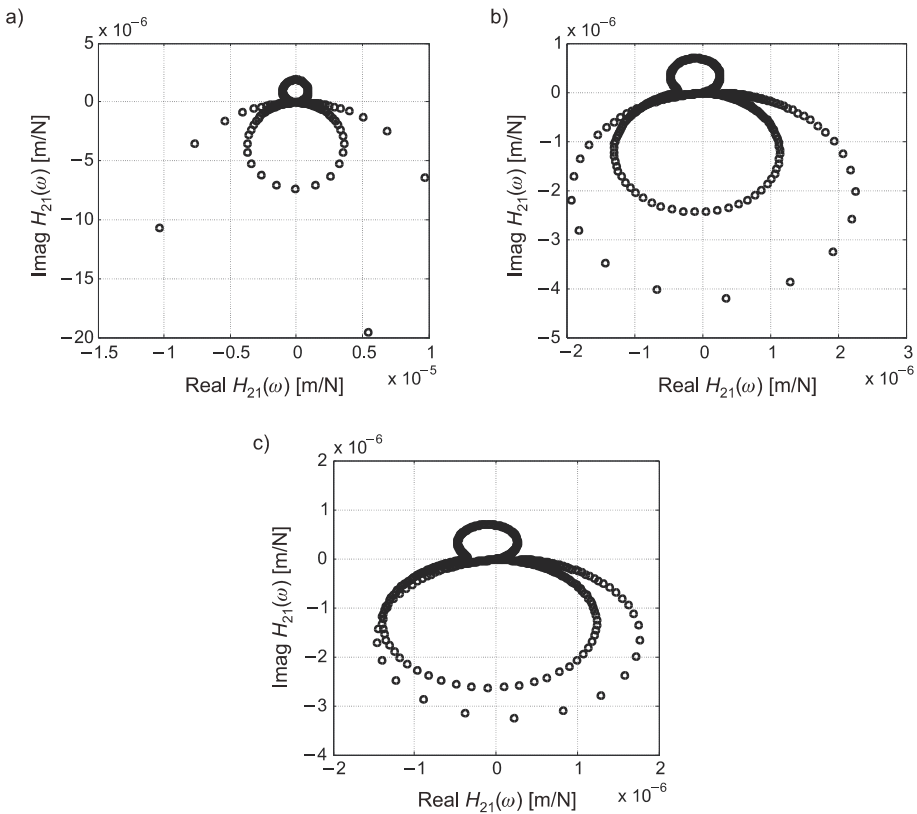 a)
x 10⁻⁶
5
0
−5
−10
−15
−20
Imag H₂₁(ω) [m/N]
−1.5
−1
−0.5
0
0.5
1
x 10⁻⁵
Real H₂₁(ω) [m/N]
b)
x 10⁻⁶
1
0
−1
−2
−3
−4
−5
Imag H₂₁(ω) [m/N]
−2
−1
0
1
2
3
x 10⁻⁶
Real H₂₁(ω) [m/N]
c)
x 10⁻⁶
2
1
0
−1
−2
−3
−4
Imag H₂₁(ω) [m/N]
−2
−1
0
1
2
x 10⁻⁶
Real H₂₁(ω) [m/N]